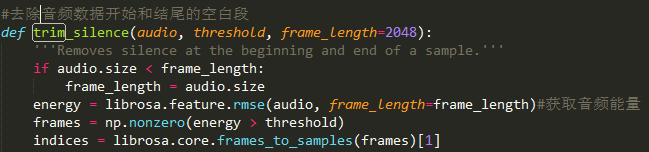 #去除音频数据开始和结尾的空白段
def trim_silence(audio, threshold, frame_length=2048):
    '''Removes silence at the beginning and end of a sample.'''
    if audio.size < frame_length:
        frame_length = audio.size
    energy = librosa.feature.rmse(audio, frame_length=frame_length)#获取音频能量
    frames = np.nonzero(energy > threshold)
    indices = librosa.core.frames_to_samples(frames)[1]